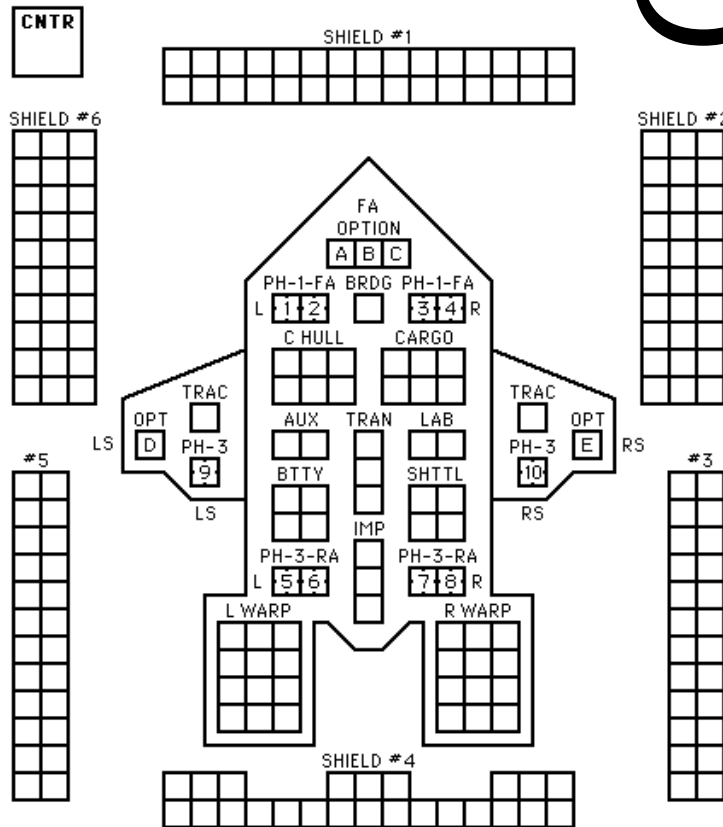 CNTR
SHIELD #1
SHIELD #6
SHIELD #2
FA
OPTION
A B C
PH-1-FA BRDG PH-1-FA
L 1 2 3 4 R
C HULL CARGO
TRAC TRAC
OPT AUX TRAN LAB OPT
LS D PH-3 PH-3 E RS
#5 9 BTTY SHTTL 10 #3
LS RS
IMP
PH-3-RA PH-3-RA
L 5 6 7 8 R
L WARP R WARP
SHIELD #4